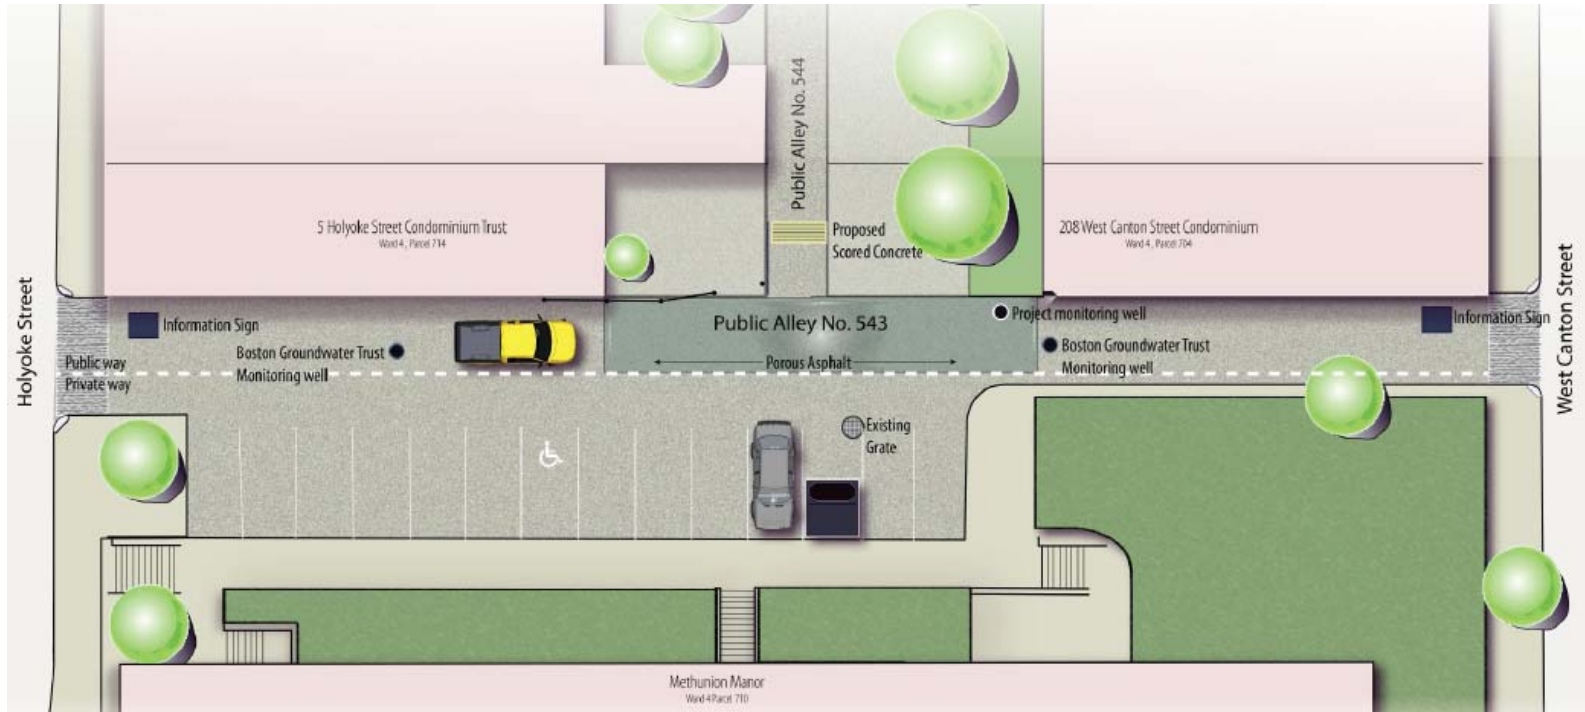 Public Alley No. 544
5 Holyoke Street Condominium Trust
Ward 4, Parcel 714
Proposed
Scored Concrete
208 West Canton Street Condominium
Ward 4, Parcel 704
Holyoke Street
West Canton Street
Information Sign
Public Alley No. 543
Project monitoring well
Information Sign
Boston Groundwater Trust
Monitoring well
Porous Asphalt
Boston Groundwater Trust
Monitoring well
Public way
Private way
Existing
Grate
Methunion Manor
Ward 4 Parcel 710